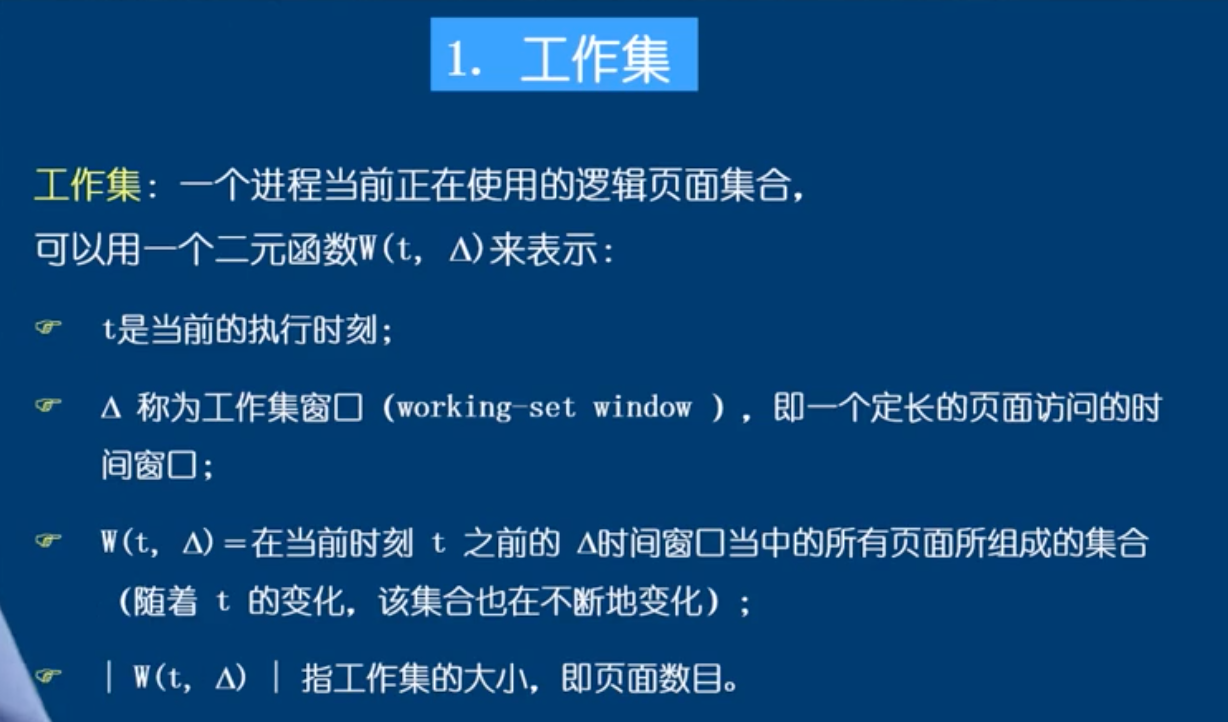 1. 工作集
工作集：一个进程当前正在使用的逻辑页面集合，
可以用一个二元函数W(t, Δ)来表示：
☞ t是当前的执行时刻；
☞ Δ 称为工作集窗口（working-set window ），即一个定长的页面访问的时
间窗口；
☞ W(t, Δ)＝在当前时刻 t 之前的 Δ时间窗口当中的所有页面所组成的集合
（随着 t 的变化，该集合也在不断地变化）；
☞ | W(t, Δ) | 指工作集的大小，即页面数目。